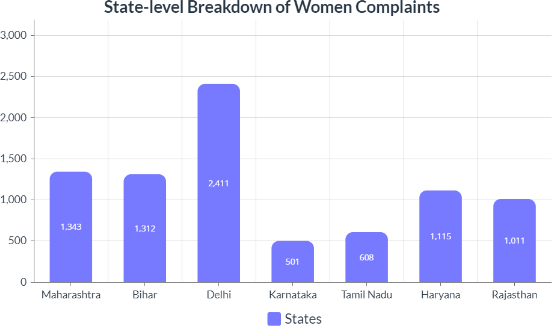 State-level Breakdown of Women Complaints
3,000
2,500
2,000
1,500
1,000
500
0
1,343
1,312
2,411
501
608
1,115
1,011
Maharashtra
Bihar
Delhi
Karnataka
Tamil Nadu
Haryana
Rajasthan
States